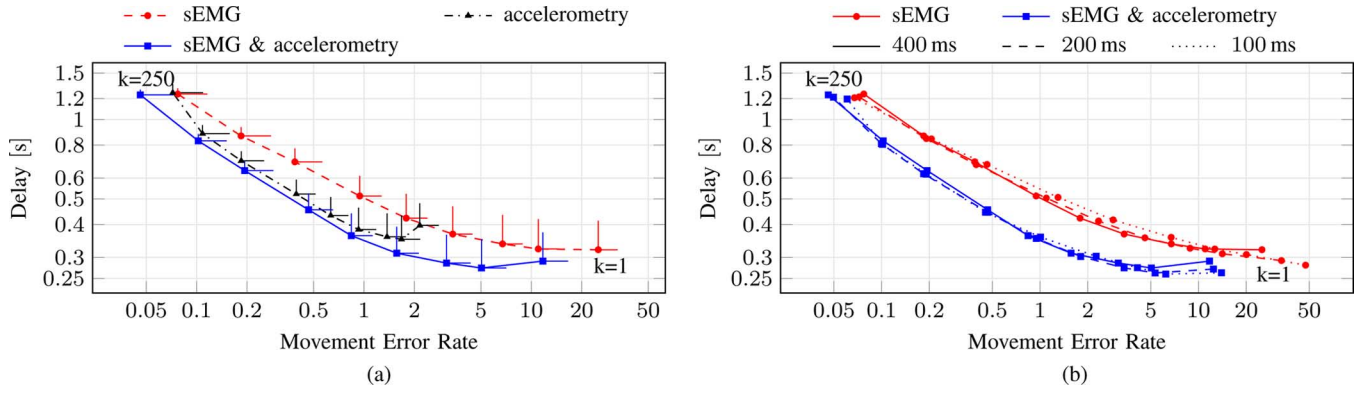 sEMG accelerometry
sEMG & accelerometry
k=250
1.5
1.2
1
0.8
0.6
0.5
0.4
0.3
0.25
Delay [s]
k=1
0.05 0.1 0.2 0.5 1 2 5 10 20 50
Movement Error Rate
(a)
sEMG sEMG & accelerometry
400 ms 200 ms 100 ms
k=250
1.5
1.2
1
0.8
0.6
0.5
0.4
0.3
0.25
Delay [s]
k=1
0.05 0.1 0.2 0.5 1 2 5 10 20 50
Movement Error Rate
(b)